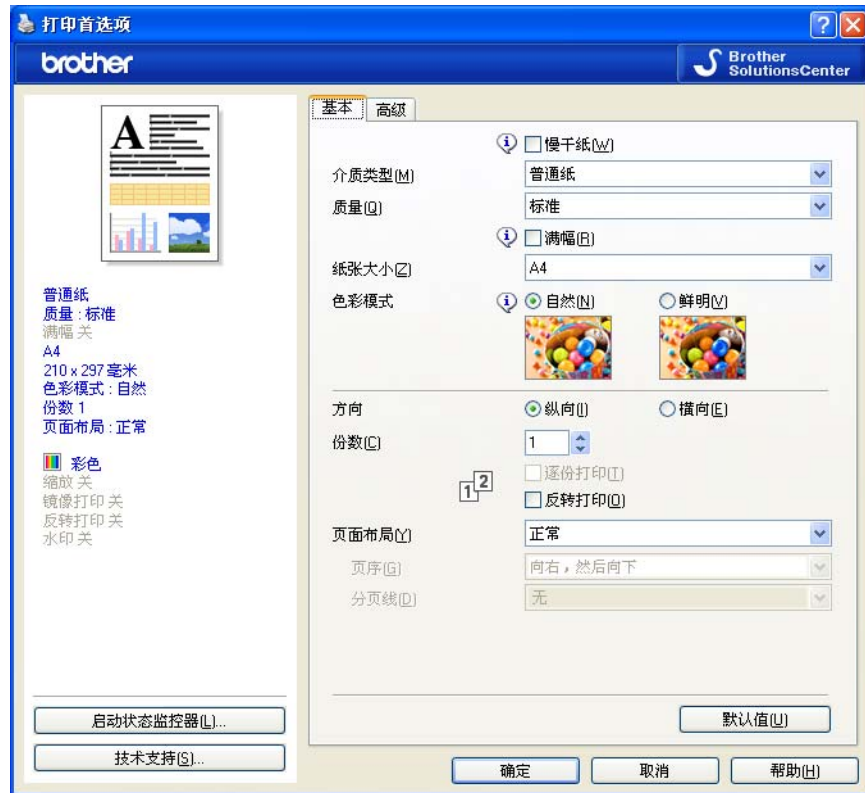 打印首选项
brother
Brother
SolutionsCenter
A
普通纸
质量 : 标准
满幅 关
A4
210 x 297 毫米
色彩模式 : 自然
份数 1
页面布局 : 正常
彩色
缩放 关
镜像打印 关
反转打印 关
水印 关
启动状态监控器(L)...
技术支持(S)...
基本 高级
慢干纸(W)
介质类型(M) 普通纸
质量(Q) 标准
满幅(R)
纸张大小(Z) A4
色彩模式 自然(N) 鲜明(V)
方向 纵向(I) 横向(E)
份数(C) 1
逐份打印(T)
12
反转打印(O)
页面布局(Y) 正常
页序(G) 向右，然后向下
分页线(D) 无
默认值(U)
确定 取消 帮助(H)